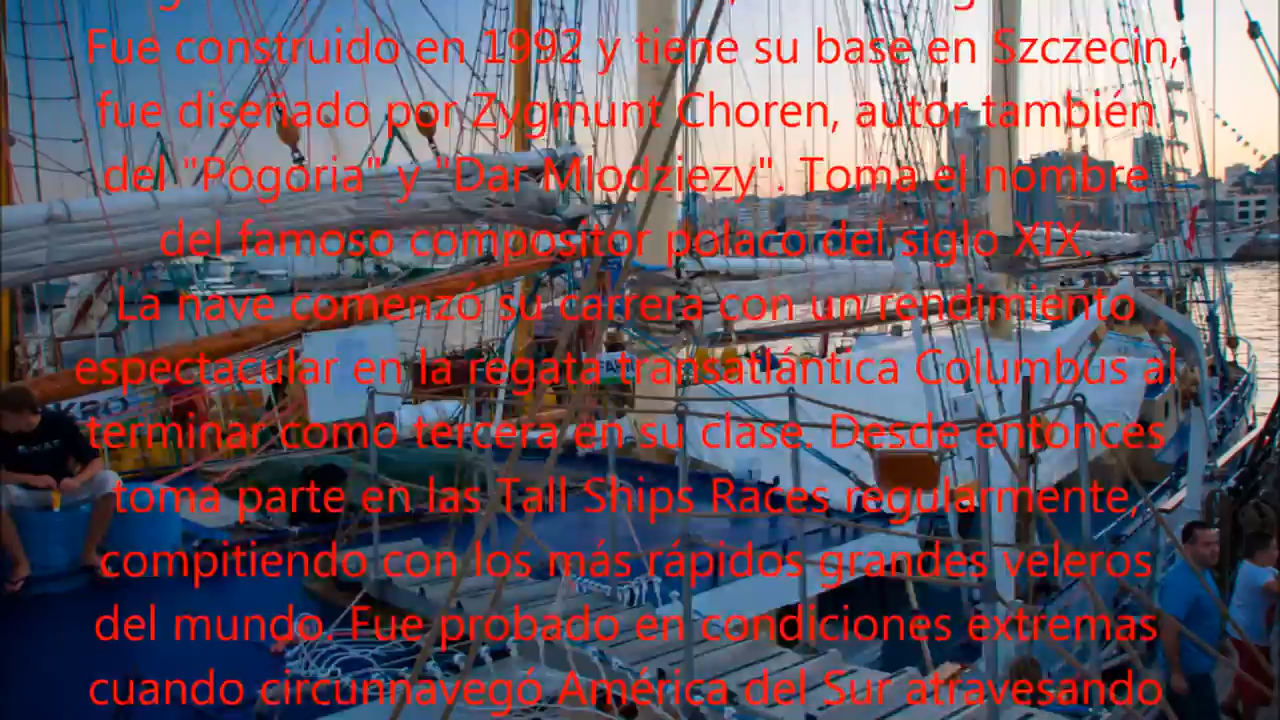 Fue construido en 1992 y tiene su base en Szczecin,
fue diseñado por Zygmunt Choren, autor también
del "Pogoria" y "Dar Mlodziezy". Toma el nombre
del famoso compositor polaco del siglo XIX.
La nave comenzó su carrera con un rendimiento
espectacular en la regata transatlántica Columbus al
terminar como tercera en su clase. Desde entonces
toma parte en las Tall Ships Races regularmente,
compitiendo con los más rápidos grandes veleros
del mundo. Fue probado en condiciones extremas
cuando circunnavegó América del Sur atravesando